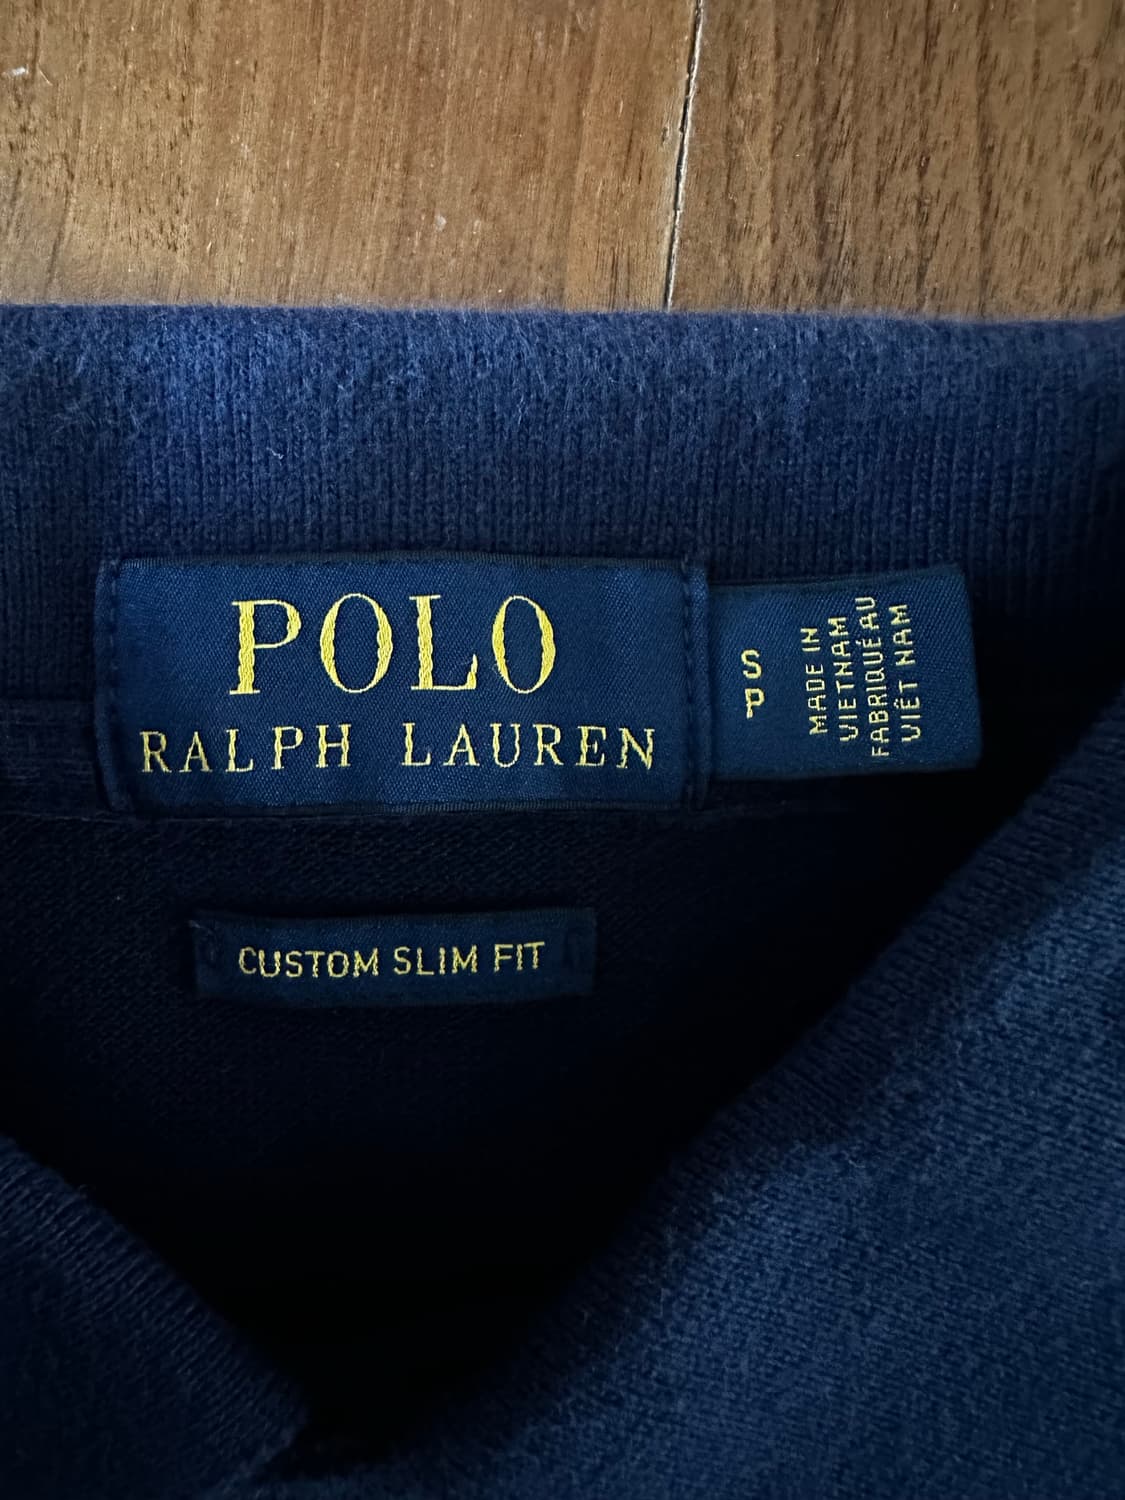 POLO
RALPH LAUREN
S
P
MADE IN
VIETNAM
FABRIQUÉ AU
VIÊT NAM
CUSTOM SLIM FIT